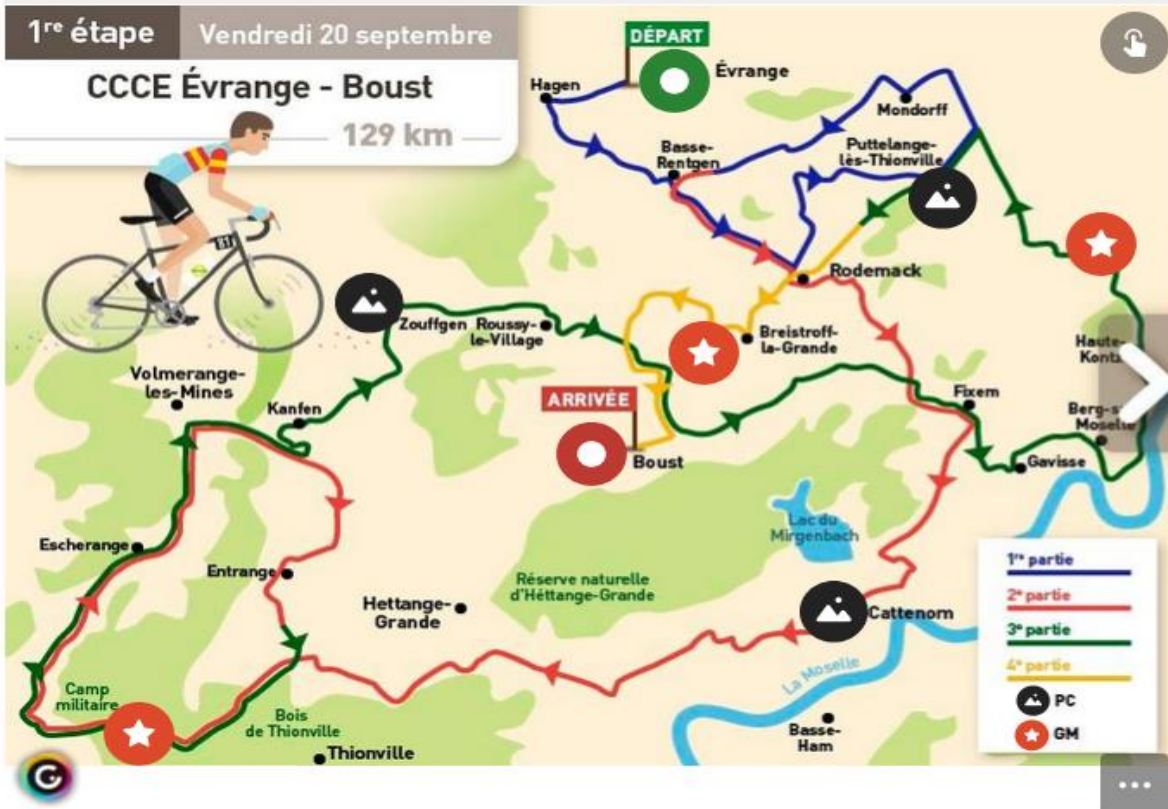 1re étape
Vendredi 20 septembre
CCCE Évrange - Boust
129 km
DÉPART
Évrange
Hagen
Mondorff
Basse-
Rentgen
Puttelange-
lès-Thionville
Rodemack
Zouffgen
Roussy-
le-Village
Breistroff-
la-Grande
Haute-
Volmerange-
les-Mines
Kanfen
ARRIVÉE
Boust
Fixem
Berg-s
Moselle
Gavisse
Escherange
Entrange
Lac du
Mirgenbach
Réserve naturelle
d'Héttange-Grande
Hettange-
Grande
Cattenom
La Moselle
Camp
militaire
Bois
de Thionville
Thionville
Basse-
Ham
1re partie
2e partie
3e partie
4e partie
PC
GM
51
G